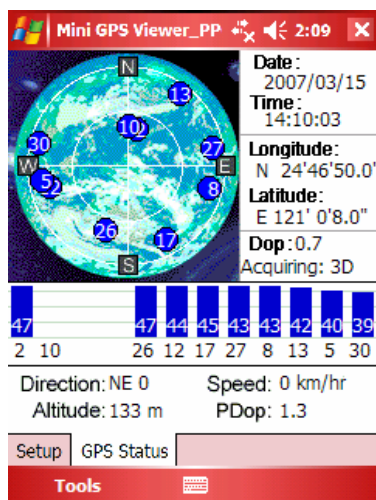 Mini GPS Viewer_PP 2:09
Date:
2007/03/15
Time:
14:10:03
Longitude:
N 24'46'50.0'
Latitude:
E 121' 0'8.0"
Dop:0.7
Acquiring: 3D
N
13
10 2
30 27
W E
5 2 8
26 17
S
47 47 44 45 43 43 42 40 39
2 10 26 12 17 27 8 13 5 30
Direction: NE 0 Speed: 0 km/hr
Altitude: 133 m PDop: 1.3
Setup GPS Status
Tools